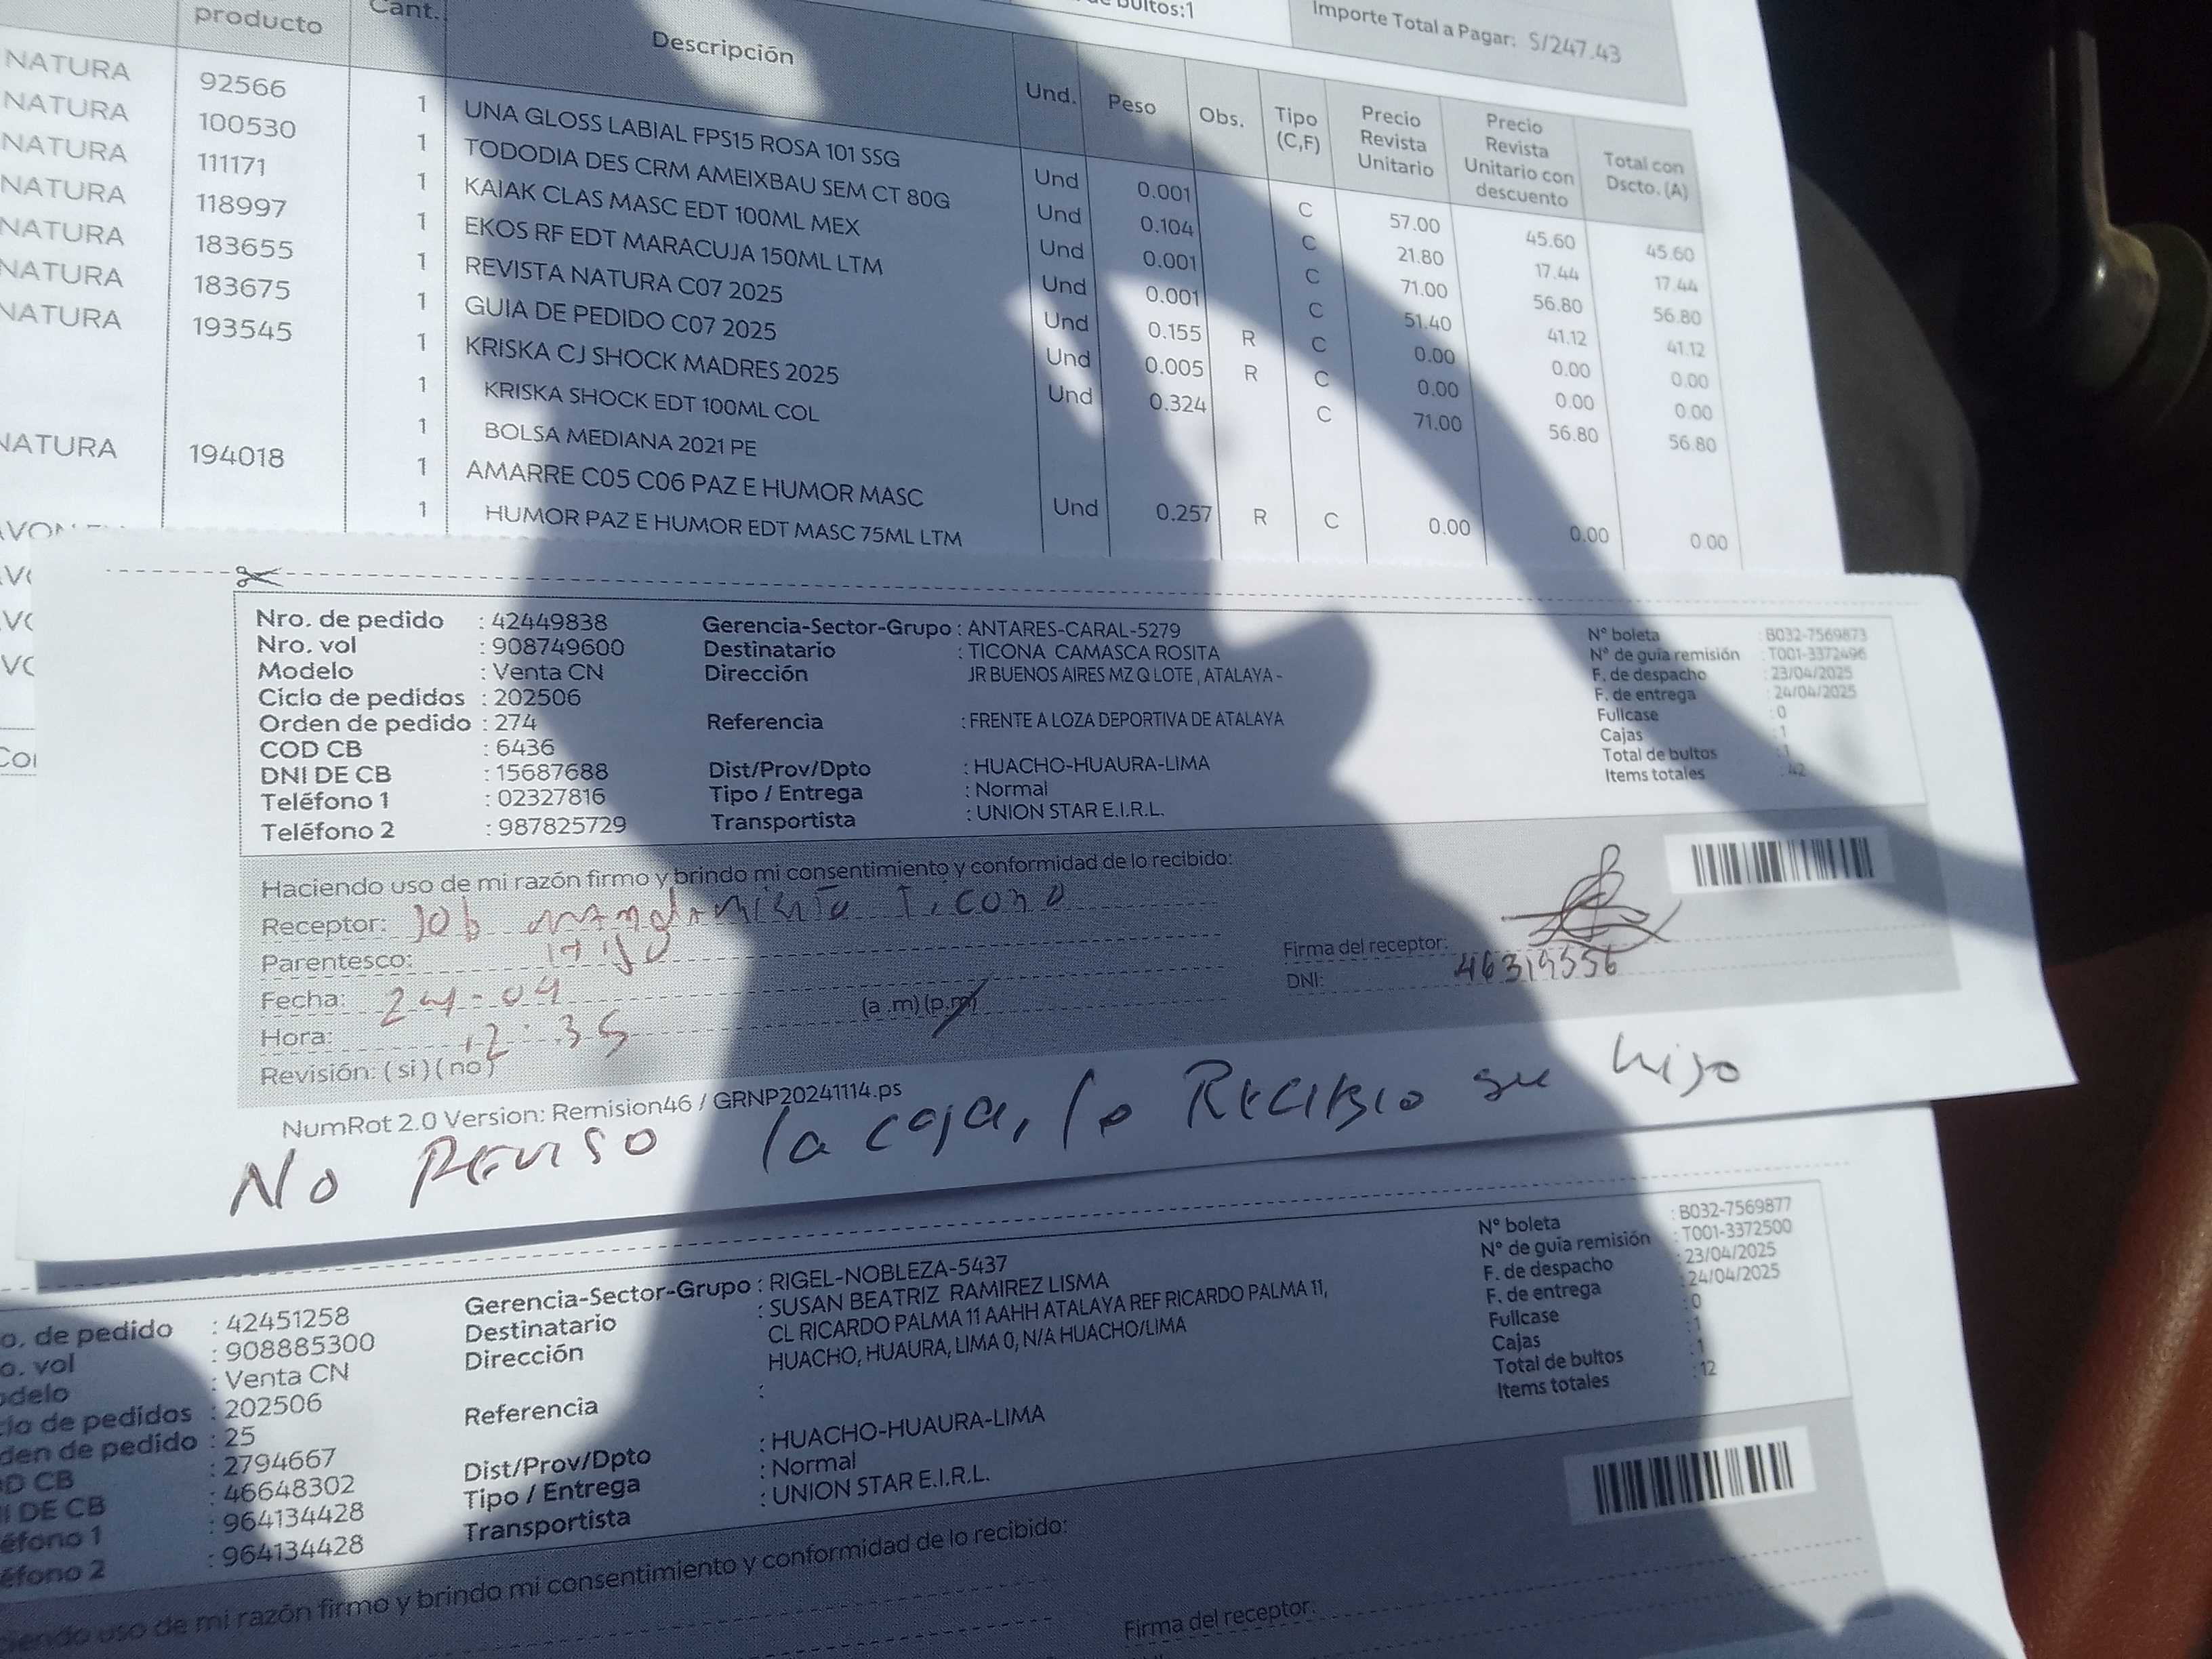 de bultos:1
Importe Total a Pagar: S/247.43
producto Cant. Descripción Und. Peso Obs. Tipo (C,F) Precio Revista Unitario Precio Revista Unitario con descuento Total con Dscto. (A)
NATURA 92566 1 UNA GLOSS LABIAL FPS15 ROSA 101 SSG Und 0.001 C 57.00 45.60 45.60
NATURA 100530 1 TODODIA DES CRM AMEIXBAU SEM CT 80G Und 0.104 C 21.80 17.44 17.44
NATURA 111171 1 KAIAK CLAS MASC EDT 100ML MEX Und 0.001 C 71.00 56.80 56.80
NATURA 118997 1 EKOS RF EDT MARACUJA 150ML LTM Und 0.001 C 51.40 41.12 41.12
NATURA 183655 1 REVISTA NATURA C07 2025 Und 0.155 R C 0.00 0.00 0.00
NATURA 183675 1 GUIA DE PEDIDO C07 2025 Und 0.005 R C 0.00 0.00 0.00
NATURA 193545 1 KRISKA CJ SHOCK MADRES 2025 Und 0.324 C 71.00 56.80 56.80
1 KRISKA SHOCK EDT 100ML COL
1 BOLSA MEDIANA 2021 PE
NATURA 194018 1 AMARRE C05 C06 PAZ E HUMOR MASC Und 0.257 R C 0.00 0.00 0.00
1 HUMOR PAZ E HUMOR EDT MASC 75ML LTM
Nro. de pedido : 42449838 Gerencia-Sector-Grupo : ANTARES-CARAL-5279 N° boleta : B032-7569873
Nro. vol : 908749600 Destinatario : TICONA CAMASCA ROSITA N° de guía remisión : T001-3372496
Modelo : Venta CN Dirección JR BUENOS AIRES MZ Q LOTE , ATALAYA - F. de despacho : 23/04/2025
Ciclo de pedidos : 202506 F. de entrega : 24/04/2025
Orden de pedido : 274 Referencia : FRENTE A LOZA DEPORTIVA DE ATALAYA Fullcase : 0
COD CB : 6436 Cajas : 1
DNI DE CB : 15687688 Dist/Prov/Dpto : HUACHO-HUAURA-LIMA Total de bultos : 1
Teléfono 1 : 02327816 Tipo / Entrega : Normal Items totales : 42
Teléfono 2 : 987825729 Transportista : UNION STAR E.I.R.L.
Haciendo uso de mi razón firmo y brindo mi consentimiento y conformidad de lo recibido:
Receptor: Job Ticona
Parentesco: Hijo Firma del receptor:
Fecha: 24-04 DNI: 46319556
Hora: 12:35 (a .m) (p.m)
Revisión: (si) (no)
NumRot 2.0 Version: Remision46 / GRNP20241114.ps
No Reviso la caja, lo Recibio su hijo
o. de pedido : 42451258 Gerencia-Sector-Grupo : RIGEL-NOBLEZA-5437 N° boleta : B032-7569877
o. vol : 908885300 Destinatario : SUSAN BEATRIZ RAMIREZ LISMA N° de guía remisión : T001-3372500
odelo : Venta CN Dirección CL RICARDO PALMA 11 AAHH ATALAYA REF RICARDO PALMA 11, F. de despacho : 23/04/2025
HUACHO, HUAURA, LIMA 0, N/A HUACHO/LIMA F. de entrega : 24/04/2025
lo de pedidos : 202506 Referencia : Fullcase : 0
den de pedido : 25 Cajas : 1
D CB : 2794667 Dist/Prov/Dpto : HUACHO-HUAURA-LIMA Total de bultos : 1
I DE CB : 46648302 Tipo / Entrega : Normal Items totales : 12
éfono 1 : 964134428 Transportista : UNION STAR E.I.R.L.
éfono 2 : 964134428
ciendo uso de mi razón firmo y brindo mi consentimiento y conformidad de lo recibido:
Firma del receptor: